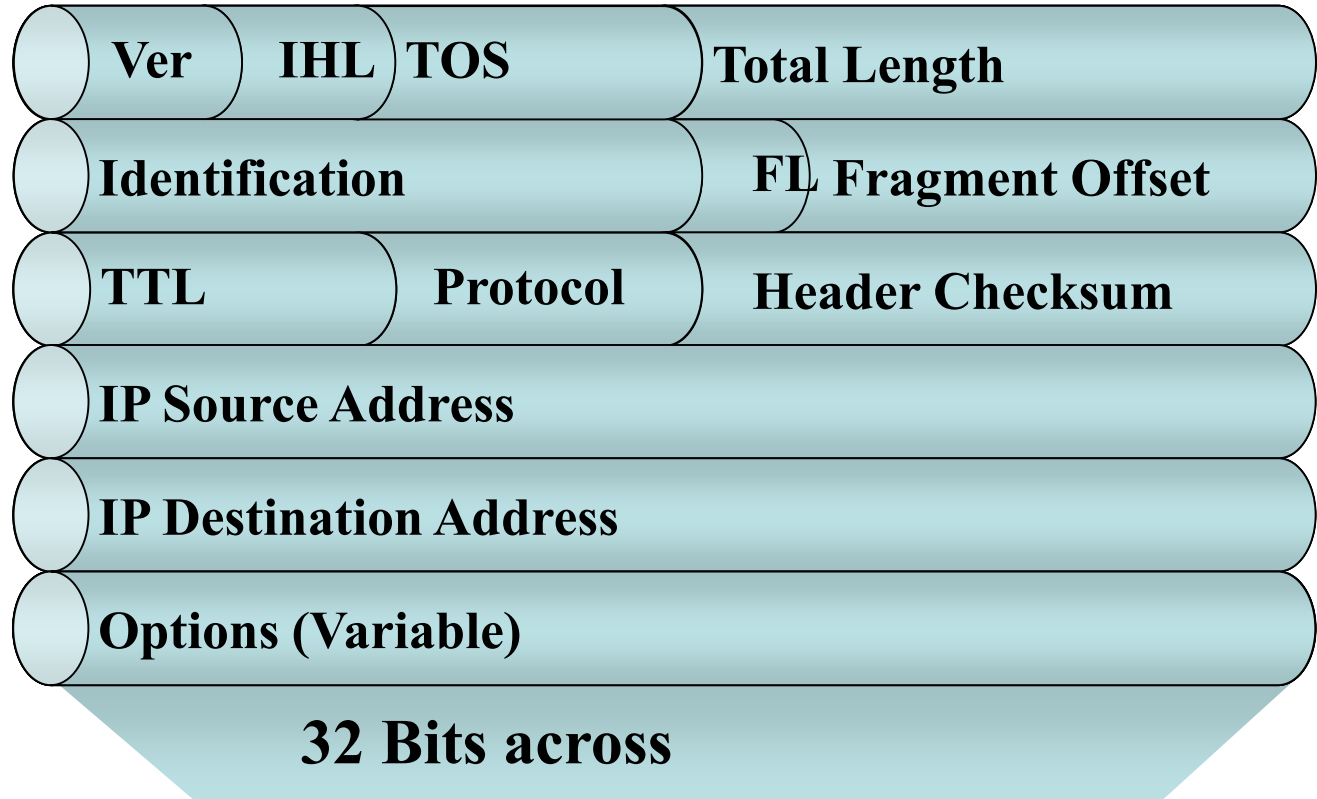 Ver IHL TOS Total Length
Identification FL Fragment Offset
TTL Protocol Header Checksum
IP Source Address
IP Destination Address
Options (Variable)
32 Bits across